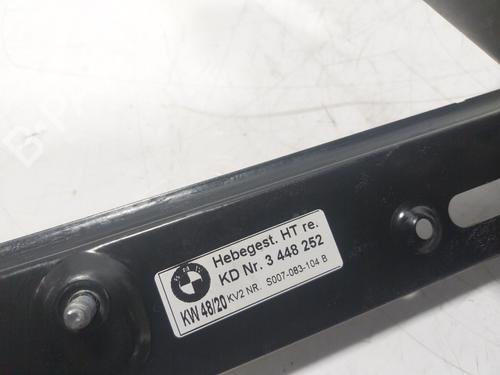 Hebegest. HT re.
KD Nr. 3 448 252
KW 48/20 KV2 NR. S007-083-104 B